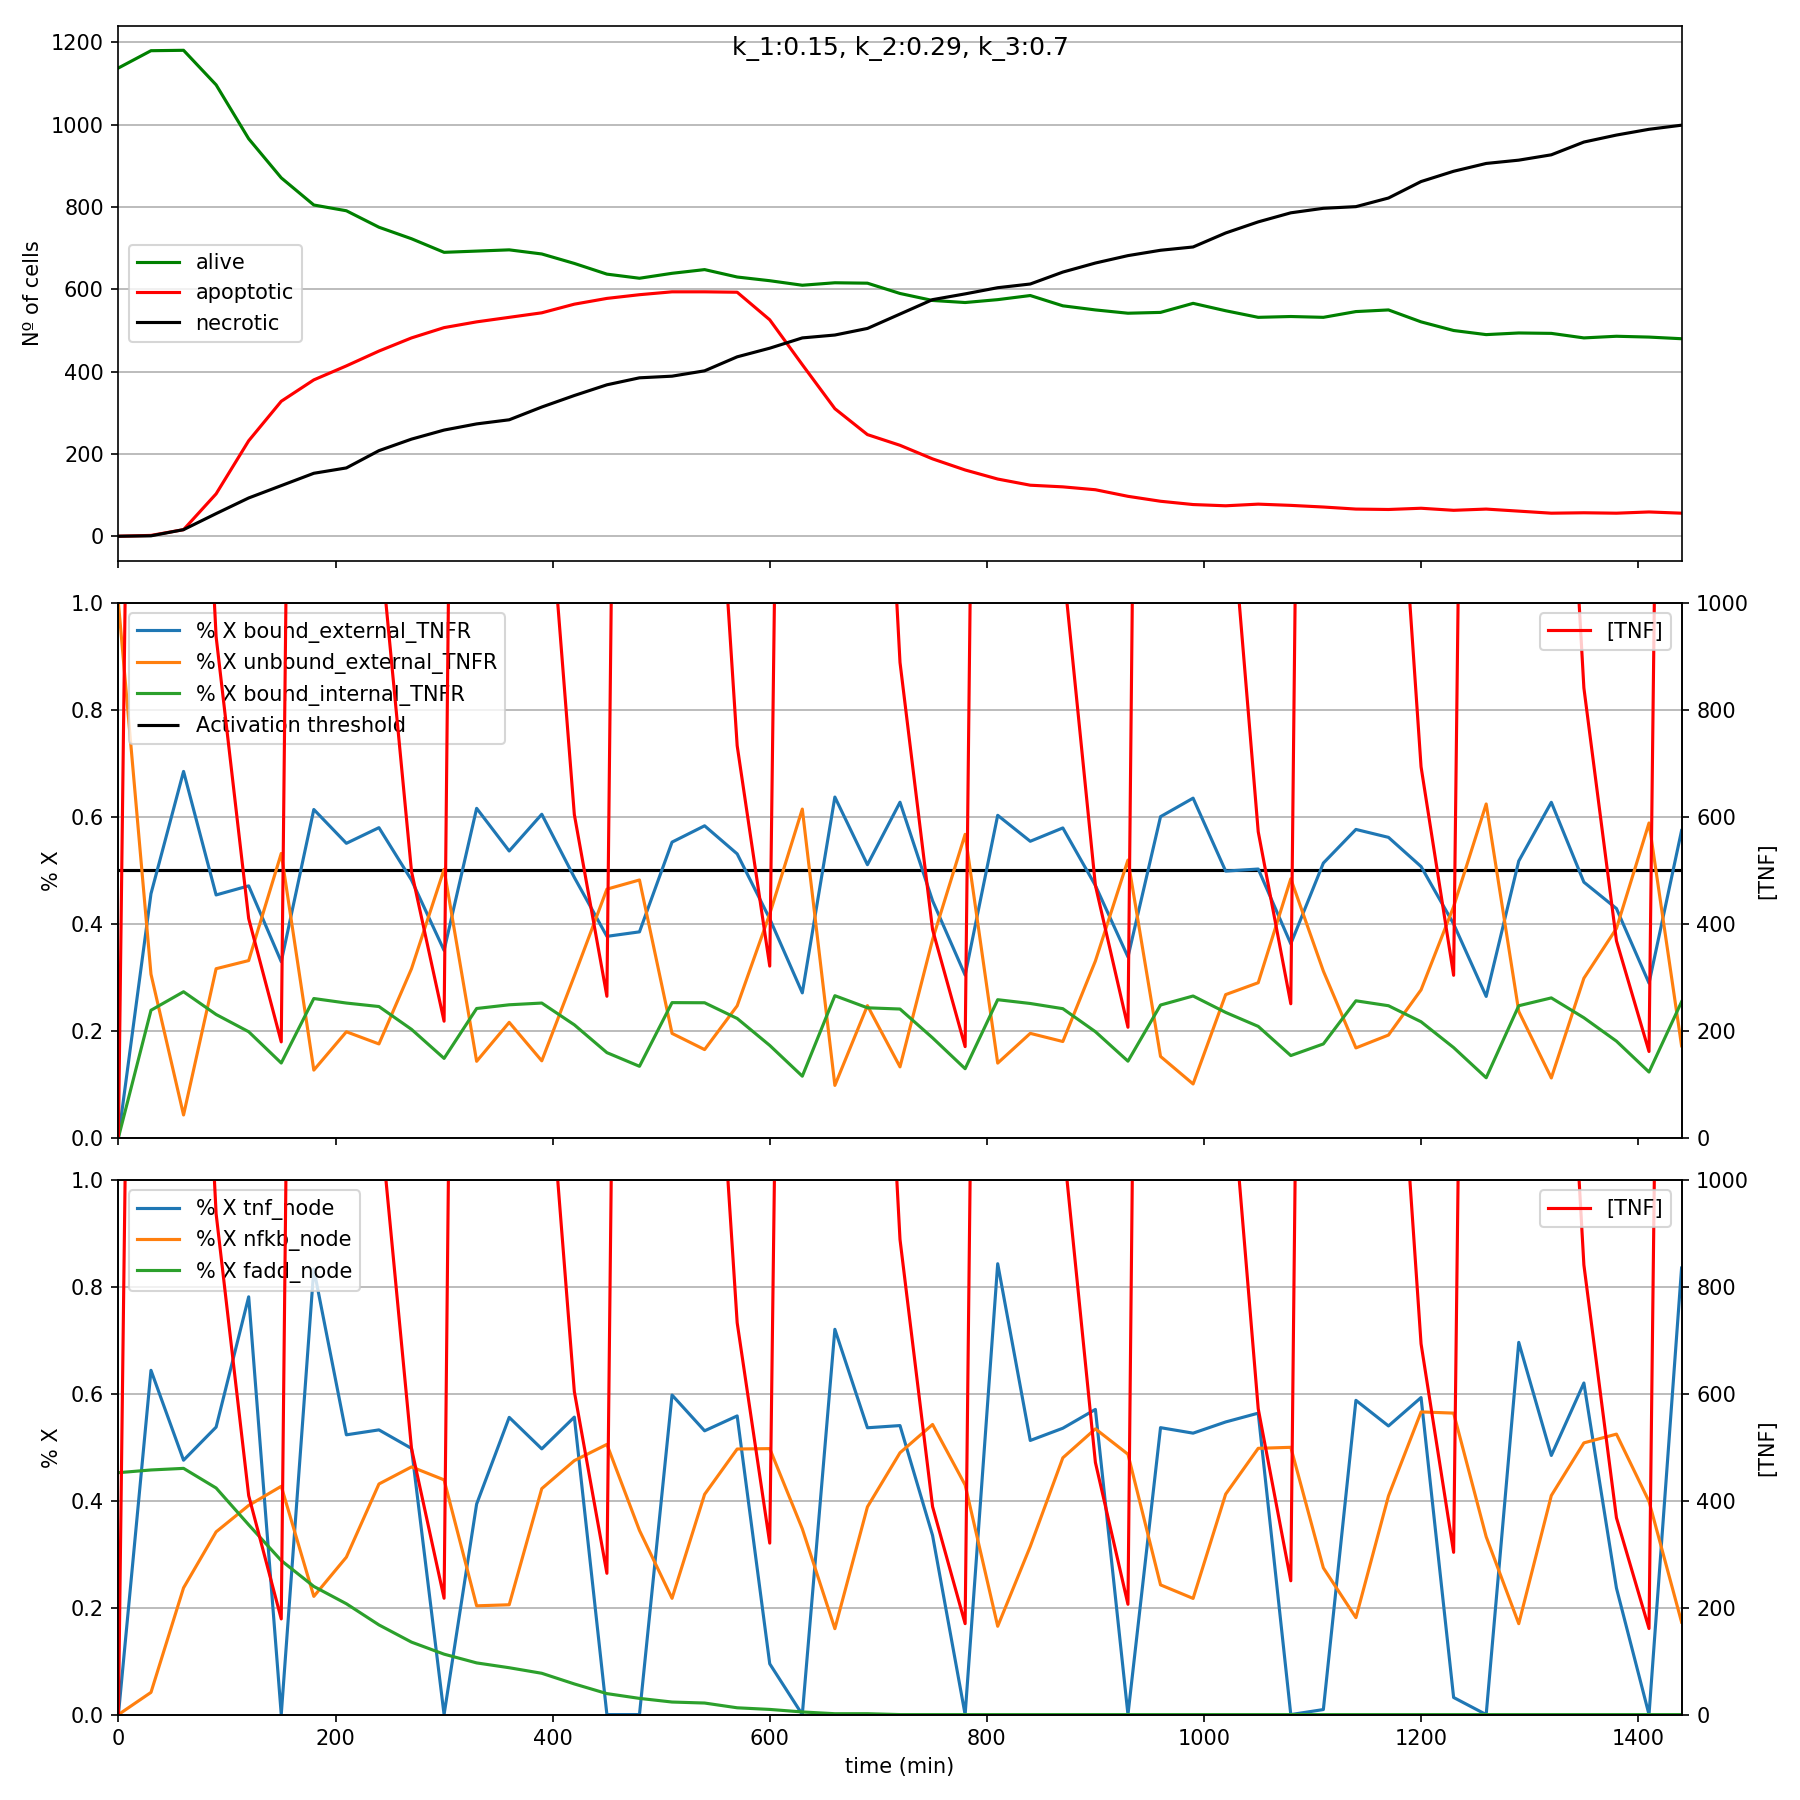 k_1:0.15, k_2:0.29, k_3:0.7
1200
1000
800
600
400
200
0
Nº of cells
alive
apoptotic
necrotic
1.0
0.8
0.6
0.4
0.2
0.0
% X
% X bound_external_TNFR
% X unbound_external_TNFR
% X bound_internal_TNFR
Activation threshold
[TNF]
1000
800
600
400
200
0
[TNF]
1.0
0.8
0.6
0.4
0.2
0.0
% X
% X tnf_node
% X nfkb_node
% X fadd_node
[TNF]
1000
800
600
400
200
0
[TNF]
0 200 400 600 800 1000 1200 1400
time (min)